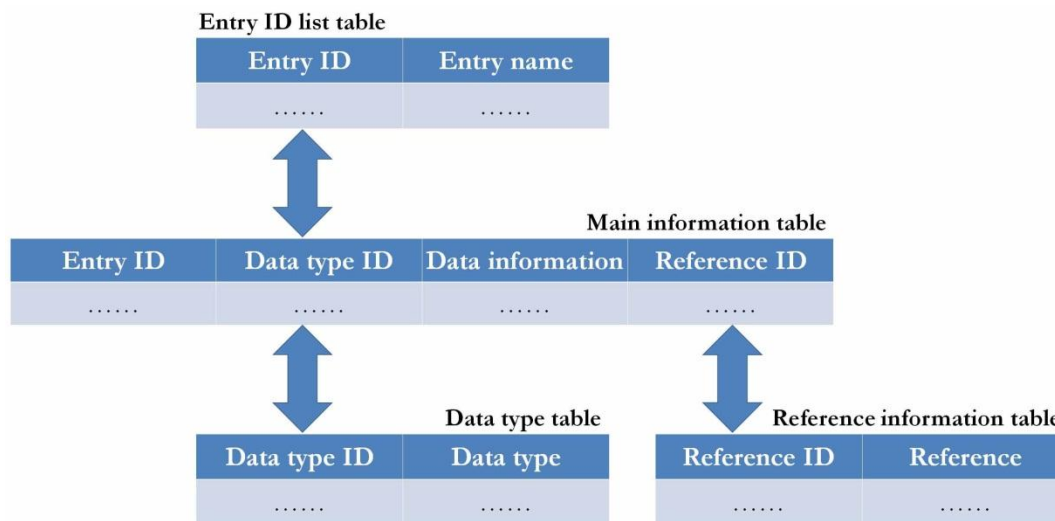 Entry ID list table
Entry ID Entry name
...... ......
Main information table
Entry ID Data type ID Data information Reference ID
...... ...... ...... ......
Data type table Reference information table
Data type ID Data type Reference ID Reference
...... ...... ...... ......